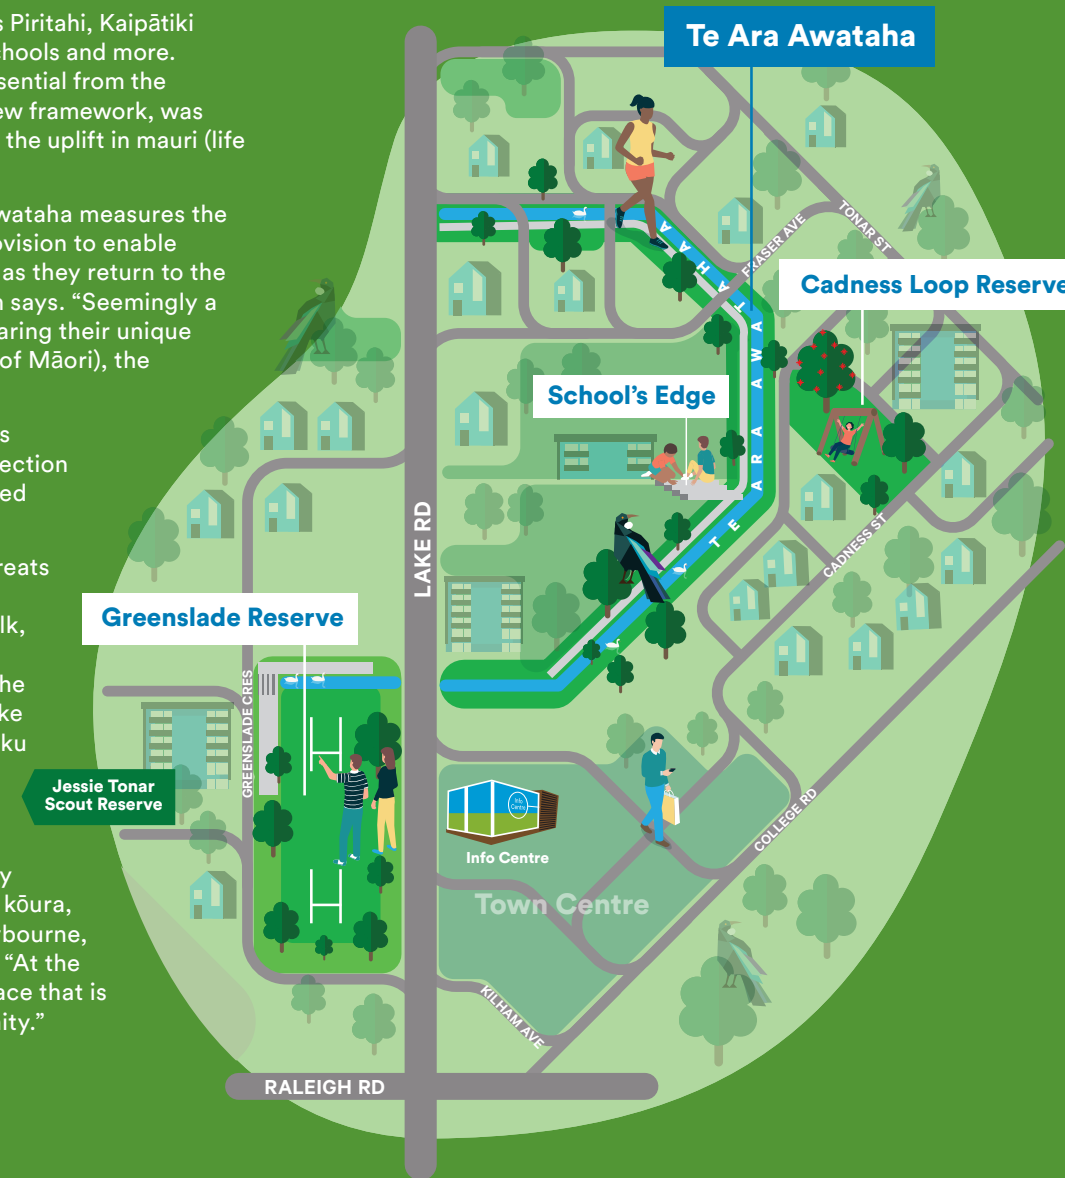 s Piritahi, Kaipātiki
chools and more.
sential from the
ew framework, was
the uplift in mauri (life
wataha measures the
ovision to enable
as they return to the
n says. “Seemingly a
aring their unique
of Māori), the
s
ection
ed
reats
lk,
he
ke
ku
y
kōura,
rbourne,
“At the
ace that is
nity.”
Te Ara Awataha
TONAR ST
FRASER AVE
Cadness Loop Reserve
School’s Edge
TE ARA AWATAHA
LAKE RD
CADNESS ST
Greenslade Reserve
GREENSLADE CRES
Jessie Tonar
Scout Reserve
Info
Centre
Info Centre
COLLEGE RD
Town Centre
KILHAM AVE
RALEIGH RD